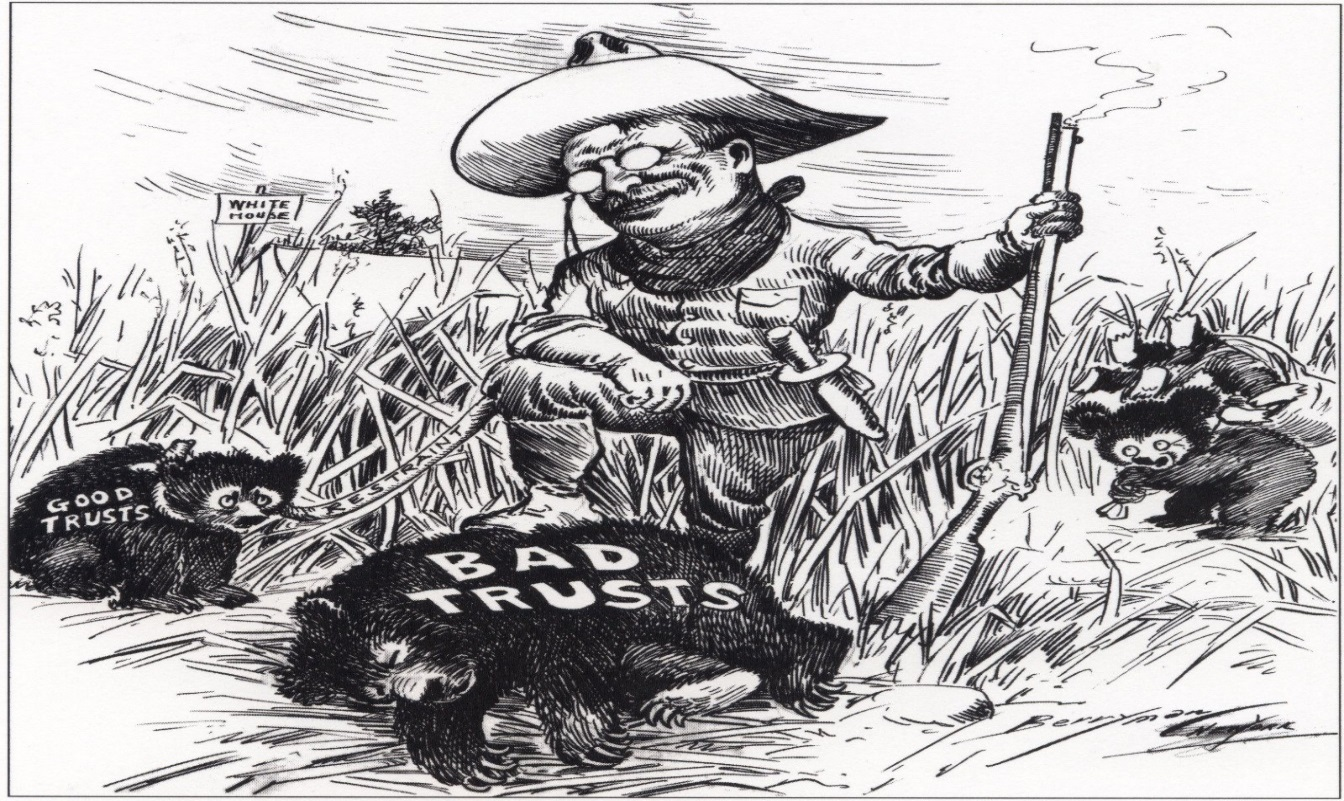 WHITE
HOUSE
GOOD
TRUSTS
RESTRAINT
BAD
TRUSTS
Berryman